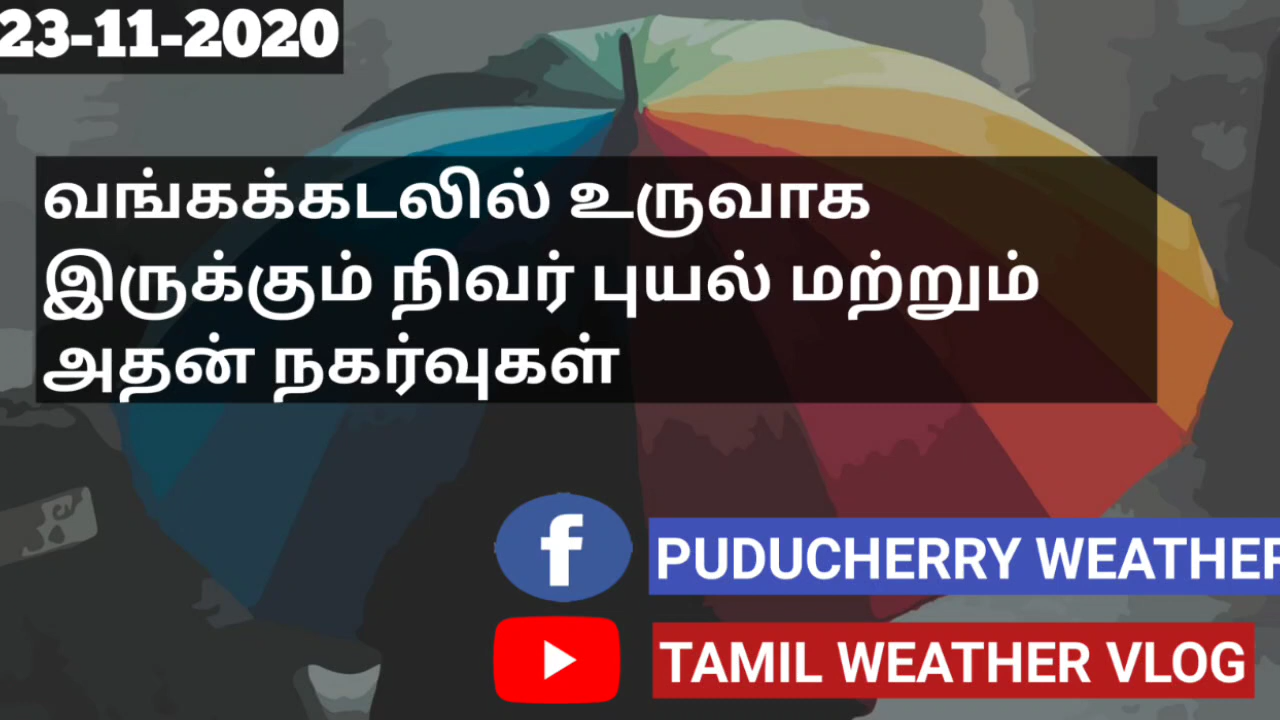 23-11-2020
வங்கக்கடலில் உருவாக
இருக்கும் நிவர் புயல் மற்றும்
அதன் நகர்வுகள்
f PUDUCHERRY WEATHER
TAMIL WEATHER VLOG